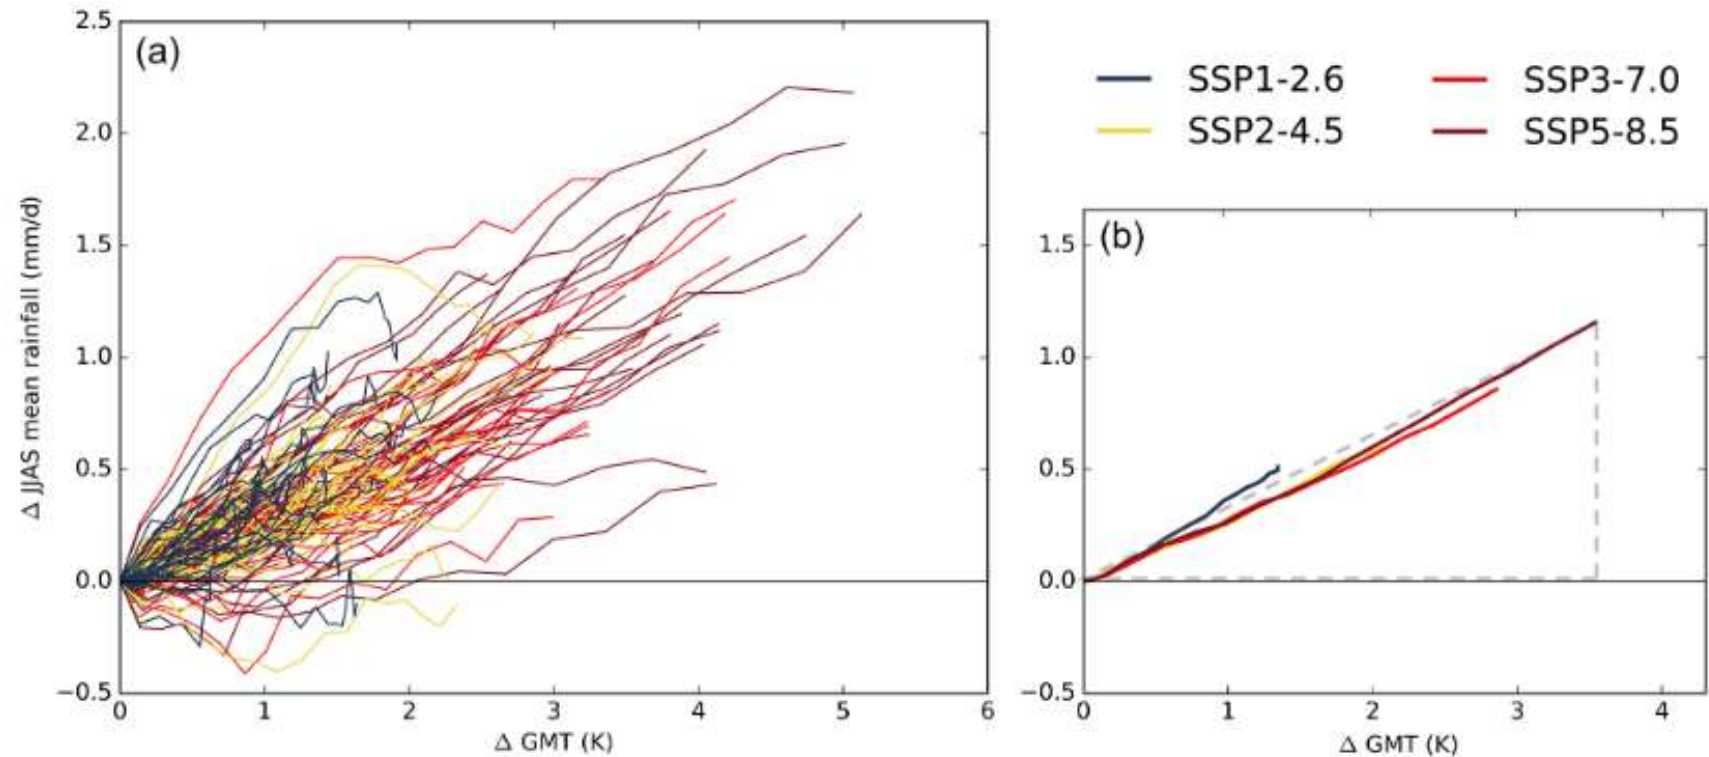 (a)
2.5
2.0
1.5
1.0
0.5
0.0
−0.5
0 1 2 3 4 5 6
Δ GMT (K)
Δ JJAS mean rainfall (mm/d)
SSP1-2.6 SSP3-7.0
SSP2-4.5 SSP5-8.5
(b)
1.5
1.0
0.5
0.0
−0.5
0 1 2 3 4
Δ GMT (K)